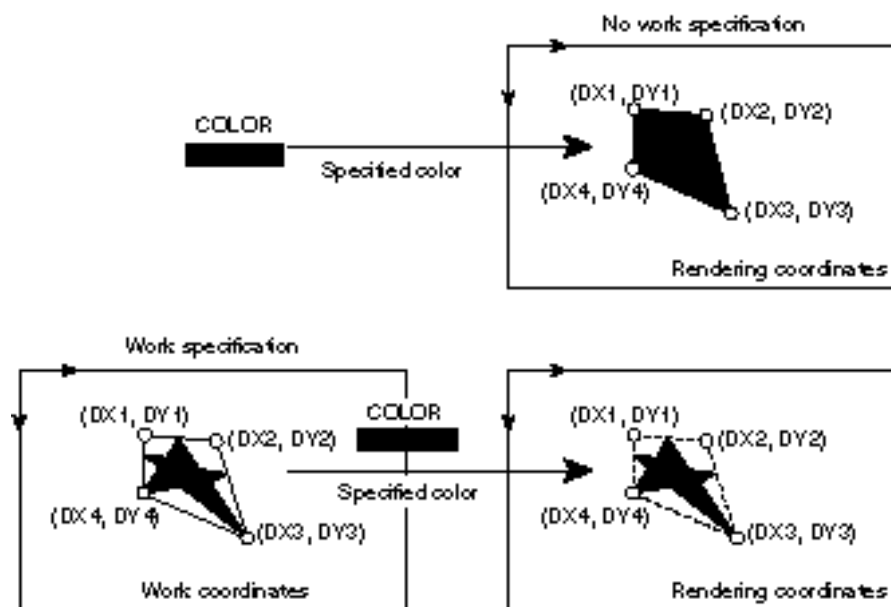 No work specification
(DX1, DY1)
(DX2, DY2)
COLOR
Specified color
(DX4, DY4)
(DX3, DY3)
Rendering coordinates
Work specification
(DX1, DY1)
(DX2, DY2)
COLOR
Specified color
(DX4, DY4)
(DX3, DY3)
Work coordinates
(DX1, DY1)
(DX2, DY2)
(DX4, DY4)
(DX3, DY3)
Rendering coordinates